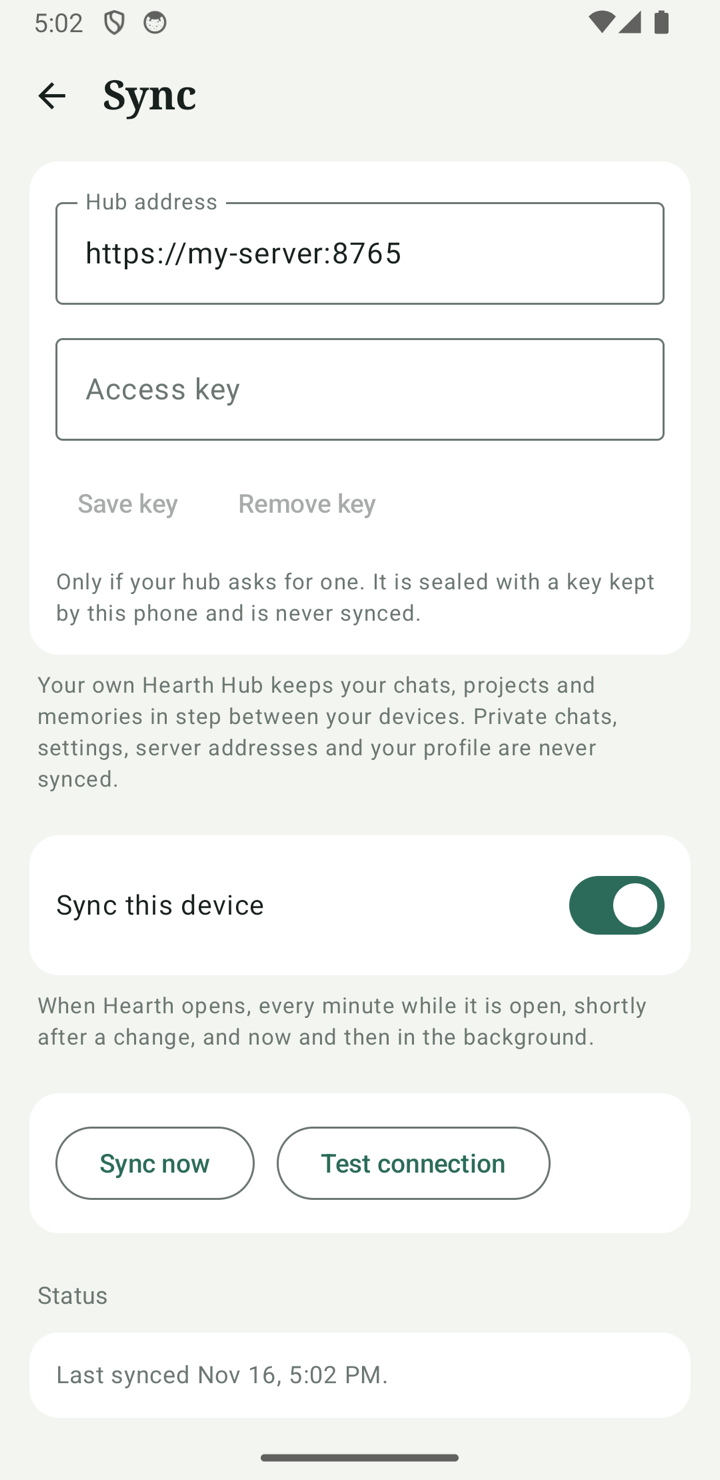 5:02
Sync
Hub address
https://my-server:8765
Access key
Save key Remove key
Only if your hub asks for one. It is sealed with a key kept
by this phone and is never synced.
Your own Hearth Hub keeps your chats, projects and
memories in step between your devices. Private chats,
settings, server addresses and your profile are never
synced.
Sync this device
When Hearth opens, every minute while it is open, shortly
after a change, and now and then in the background.
Sync now Test connection
Status
Last synced Nov 16, 5:02 PM.